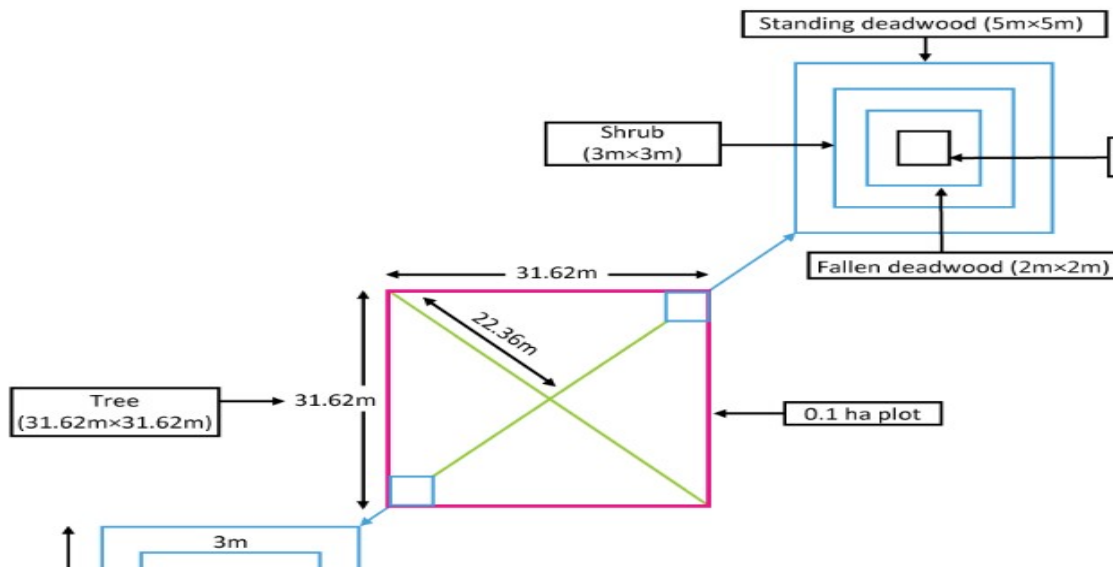 Standing deadwood (5m×5m)
Shrub
(3m×3m)
Fallen deadwood (2m×2m)
31.62m
22.36m
Tree
(31.62m×31.62m)
31.62m
0.1 ha plot
3m